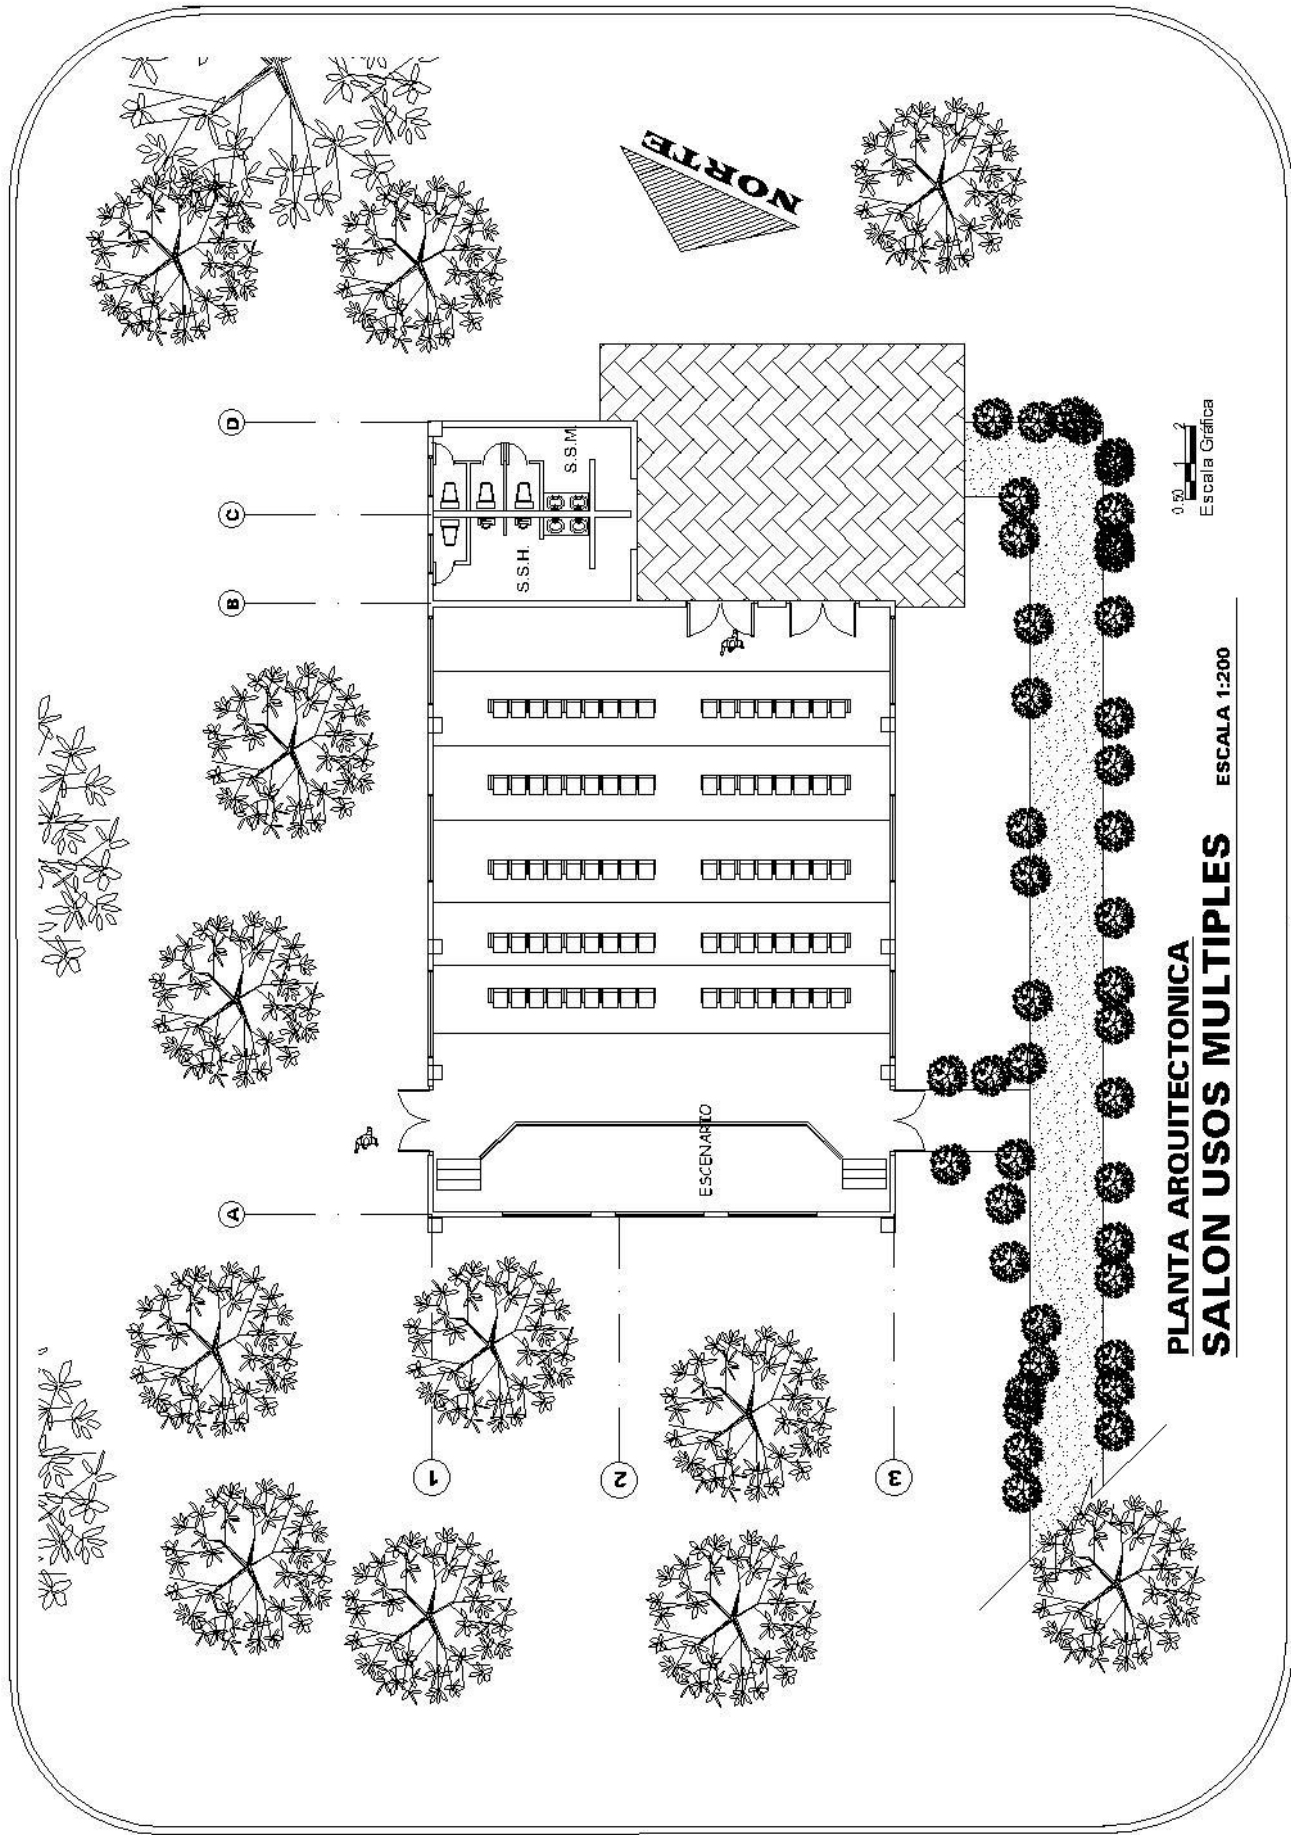 NORTE
D
C
B
A
S.S.M.
S.S.H.
ESCENARIO
1
2
3
0.50 1 2
Escala Gráfica
PLANTA ARQUITECTONICA
SALON USOS MULTIPLES ESCALA 1:200